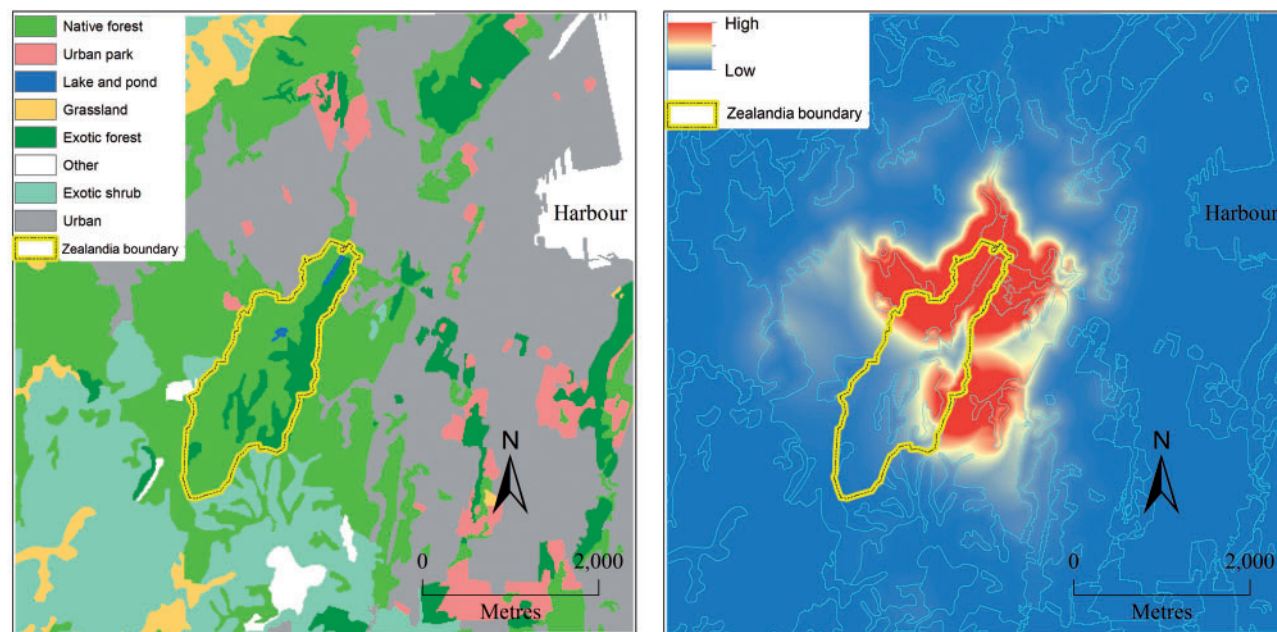 Native forest
Urban park
Lake and pond
Grassland
Exotic forest
Other
Exotic shrub
Urban
Zealandia boundary
Harbour
N
0 2,000
Metres
High
Low
Zealandia boundary
Harbour
N
0 2,000
Metres